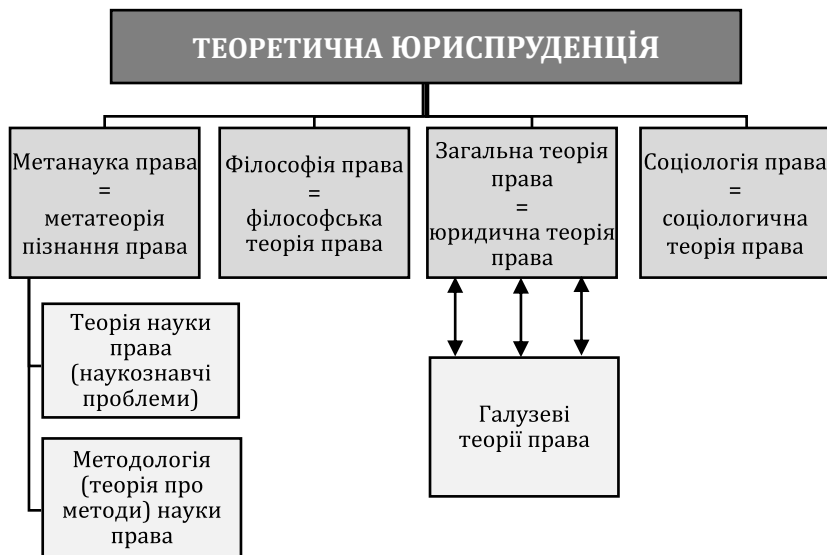 ТЕОРЕТИЧНА ЮРИСПРУДЕНЦІЯ
Метанаука права
=
метатеорія
пізнання права
Філософія права
=
філософська
теорія права
Загальна теорія
права
=
юридична теорія
права
Соціологія права
=
соціологична
теорія права
Теорія науки
права
(наукознавчі
проблеми)
Методологія
(теорія про
методи) науки
права
Галузеві
теорії права